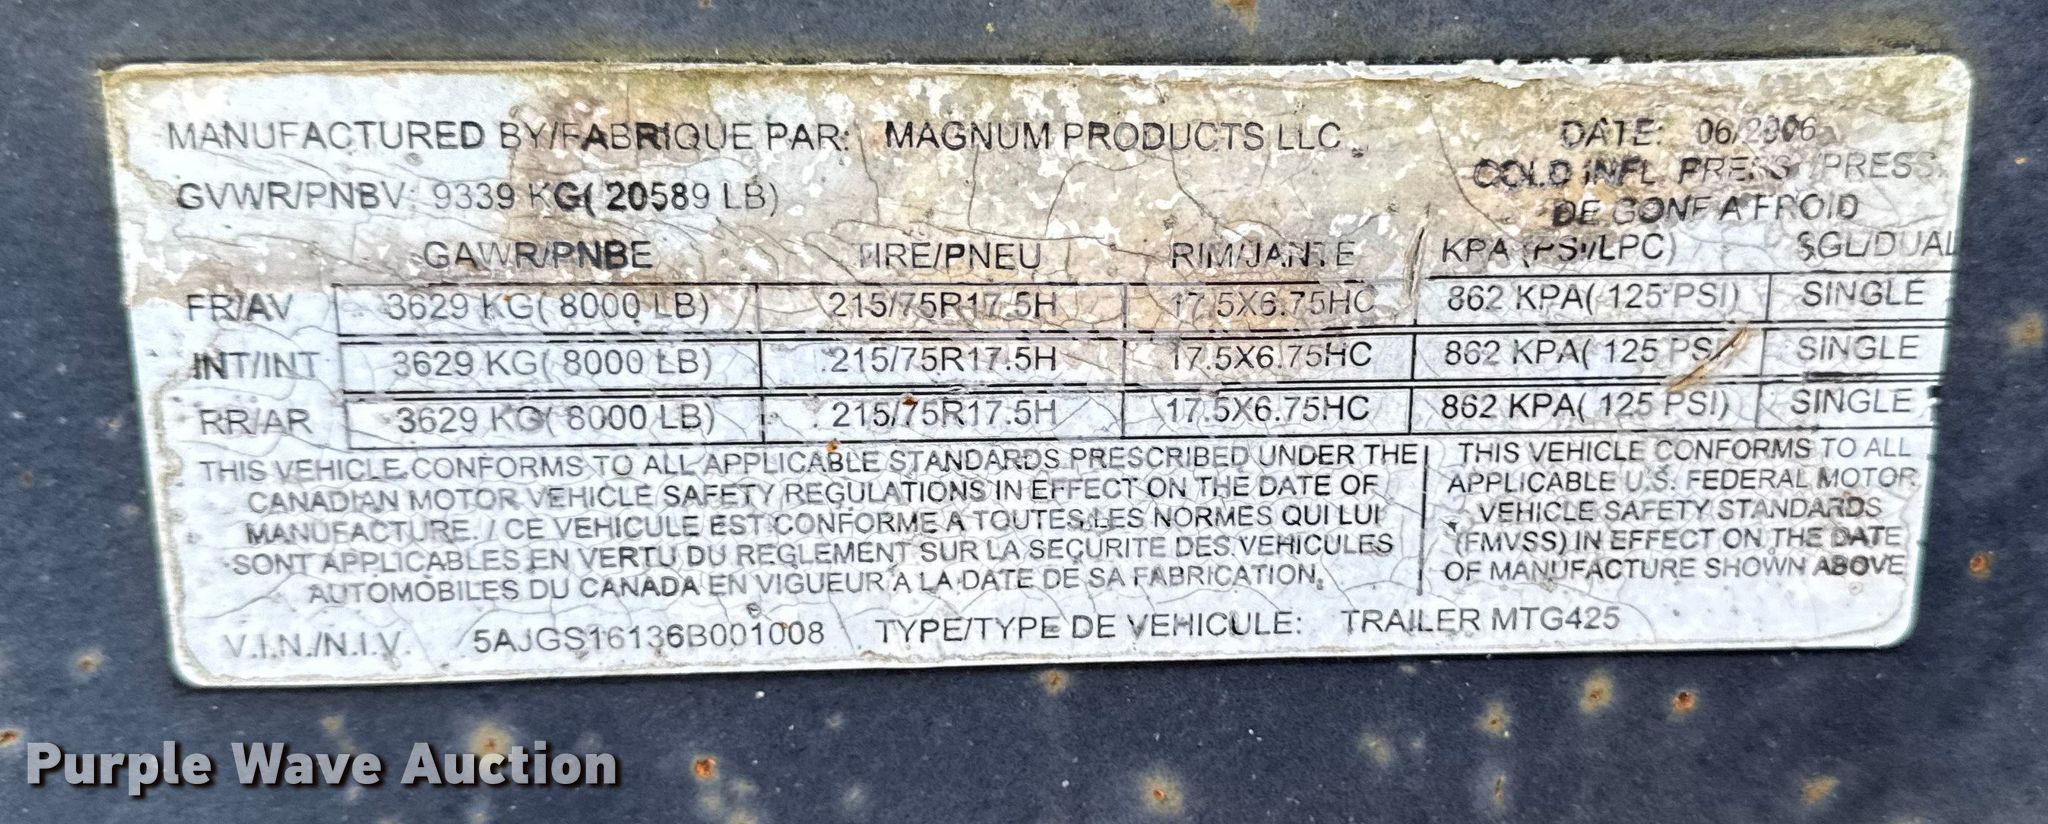 MANUFACTURED BY/FABRIQUE PAR: MAGNUM PRODUCTS LLC DATE: 06/2006
GVWR/PNBV: 9339 KG( 20589 LB) COLD INFL. PRESS./PRESS.
DE GONF A FROID
GAWR/PNBE TIRE/PNEU RIM/JANTE KPA (PSI/LPC) SGL/DUAL
FR/AV 3629 KG( 8000 LB) 215/75R17.5H 17.5X6.75HC 862 KPA( 125 PSI) SINGLE
INT/INT 3629 KG( 8000 LB) 215/75R17.5H 17.5X6.75HC 862 KPA( 125 PSI) SINGLE
RR/AR 3629 KG( 8000 LB) 215/75R17.5H 17.5X6.75HC 862 KPA( 125 PSI) SINGLE
THIS VEHICLE CONFORMS TO ALL APPLICABLE STANDARDS PRESCRIBED UNDER THE
CANADIAN MOTOR VEHICLE SAFETY REGULATIONS IN EFFECT ON THE DATE OF
MANUFACTURE. / CE VEHICULE EST CONFORME A TOUTES LES NORMES QUI LUI
SONT APPLICABLES EN VERTU DU REGLEMENT SUR LA SECURITE DES VEHICULES
AUTOMOBILES DU CANADA EN VIGUEUR A LA DATE DE SA FABRICATION.
THIS VEHICLE CONFORMS TO ALL
APPLICABLE U.S. FEDERAL MOTOR
VEHICLE SAFETY STANDARDS
(FMVSS) IN EFFECT ON THE DATE
OF MANUFACTURE SHOWN ABOVE
V.I.N./N.I.V. 5AJGS16136B001008 TYPE/TYPE DE VEHICULE: TRAILER MTG425
Purple Wave Auction